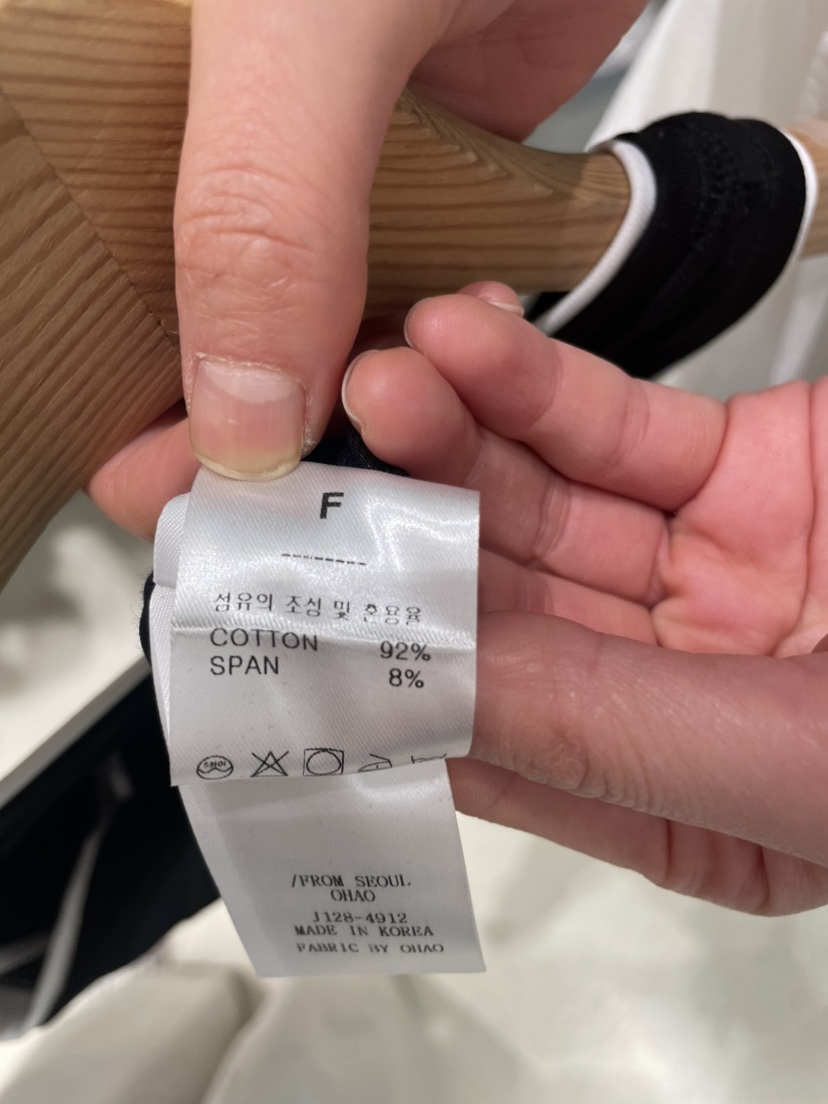 F
----------
섬유의 조성 및 혼용율
COTTON 92%
SPAN 8%
/FROM SEOUL
OHAO
J128-4912
MADE IN KOREA
FABRIC BY OHAO